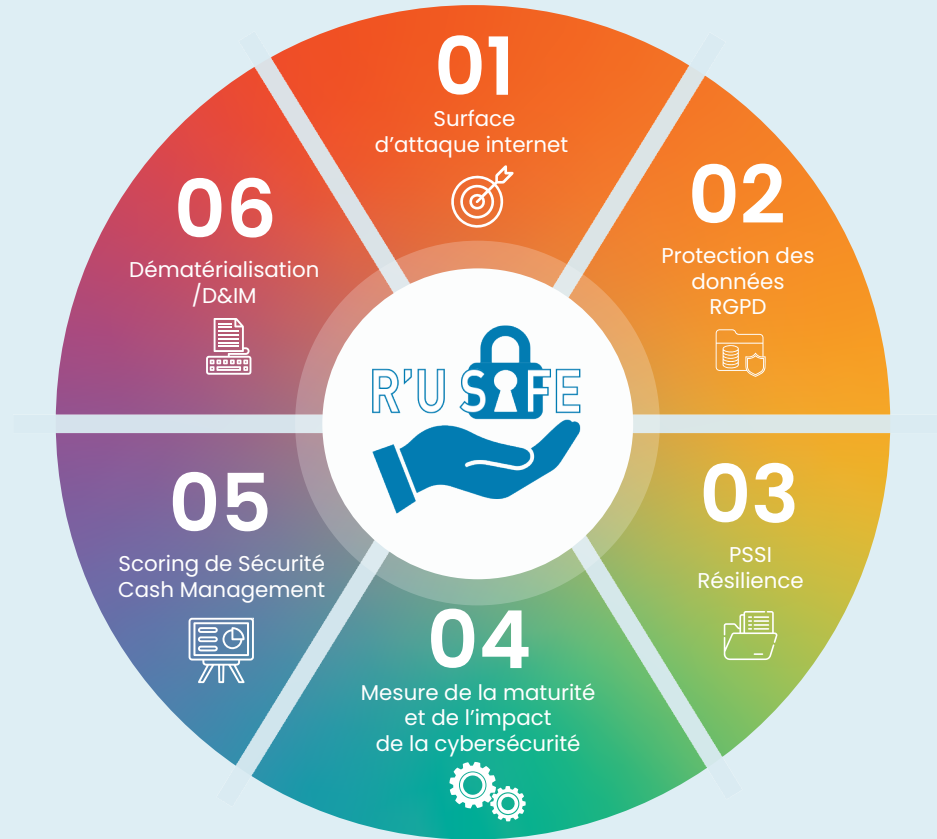 01
Surface
d’attaque internet
02
Protection des
données
RGPD
03
PSSI
Résilience
04
Mesure de la maturité
et de l’impact
de la cybersécurité
05
Scoring de Sécurité
Cash Management
06
Dématérialisation
/D&IM
R’U SAFE